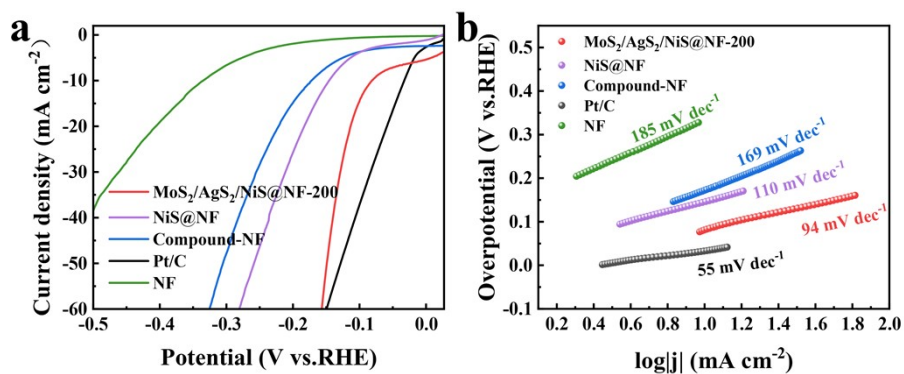 a
Current density (mA cm⁻²)
0
-10
-20
-30
-40
-50
-60
-0.5
-0.4
-0.3
-0.2
-0.1
0.0
Potential (V vs.RHE)
MoS₂/AgS₂/NiS@NF-200
NiS@NF
Compound-NF
Pt/C
NF
b
Overpotential (V vs.RHE)
0.5
0.4
0.3
0.2
0.1
0.0
-0.1
0.2
0.4
0.6
0.8
1.0
1.2
1.4
1.6
1.8
2.0
log|j| (mA cm⁻²)
MoS₂/AgS₂/NiS@NF-200
NiS@NF
Compound-NF
Pt/C
NF
185 mV dec⁻¹
169 mV dec⁻¹
110 mV dec⁻¹
94 mV dec⁻¹
55 mV dec⁻¹